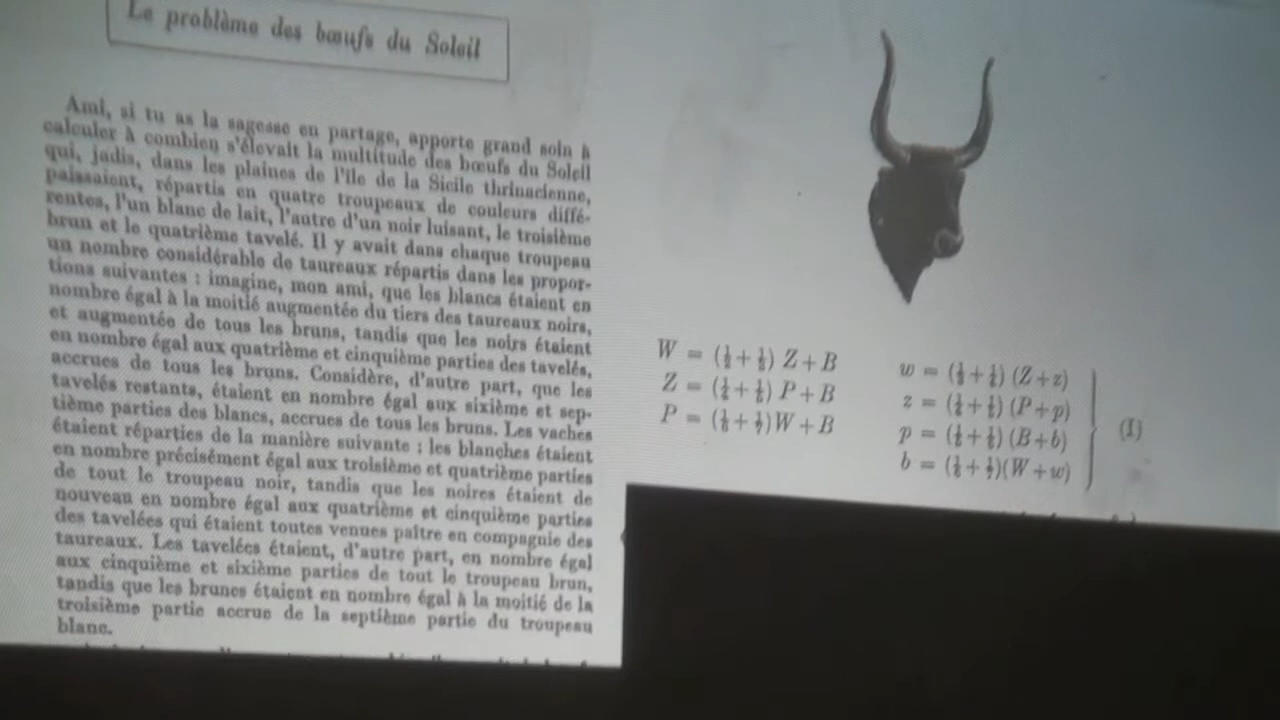 Le problème des bœufs du Soleil
Ami, si tu as la sagesse en partage, apporte grand soin à
calculer à combien s'élevait la multitude des bœufs du Soleil
qui, jadis, dans les plaines de l'île de la Sicile thrinacienne,
paissaient, répartis en quatre troupeaux de couleurs diffé-
rentes, l'un blanc de lait, l'autre d'un noir luisant, le troisième
brun et le quatrième tavelé. Il y avait dans chaque troupeau
un nombre considérable de taureaux répartis dans les propor-
tions suivantes : imagine, mon ami, que les blancs étaient en
nombre égal à la moitié augmentée du tiers des taureaux noirs,
et augmentée de tous les bruns, tandis que les noirs étaient
en nombre égal aux quatrième et cinquième parties des tavelés,
accrues de tous les bruns. Considère, d'autre part, que les
tavelés restants, étaient en nombre égal aux sixième et sep-
tième parties des blancs, accrues de tous les bruns. Les vaches
étaient réparties de la manière suivante : les blanches étaient
en nombre précisément égal aux troisième et quatrième parties
de tout le troupeau noir, tandis que les noires étaient de
nouveau en nombre égal aux quatrième et cinquième parties
des tavelées qui étaient toutes venues paître en compagnie des
taureaux. Les tavelées étaient, d'autre part, en nombre égal
aux cinquième et sixième parties de tout le troupeau brun,
tandis que les brunes étaient en nombre égal à la moitié de la
troisième partie accrue de la septième partie du troupeau
blanc.
W = (½+⅓) Z+B
Z = (¼+⅕) P+B
P = (⅙+⅐)W+B
w = (⅓+¼) (Z+z)
z = (¼+⅕) (P+p)
p = (⅕+⅙) (B+b)
b = (⅙+⅐)(W+w)
(I)